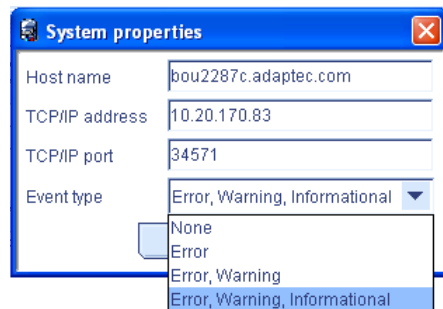 System properties
Host name bou2287c.adaptec.com
TCP/IP address 10.20.170.83
TCP/IP port 34571
Event type Error, Warning, Informational
None
Error
Error, Warning
Error, Warning, Informational